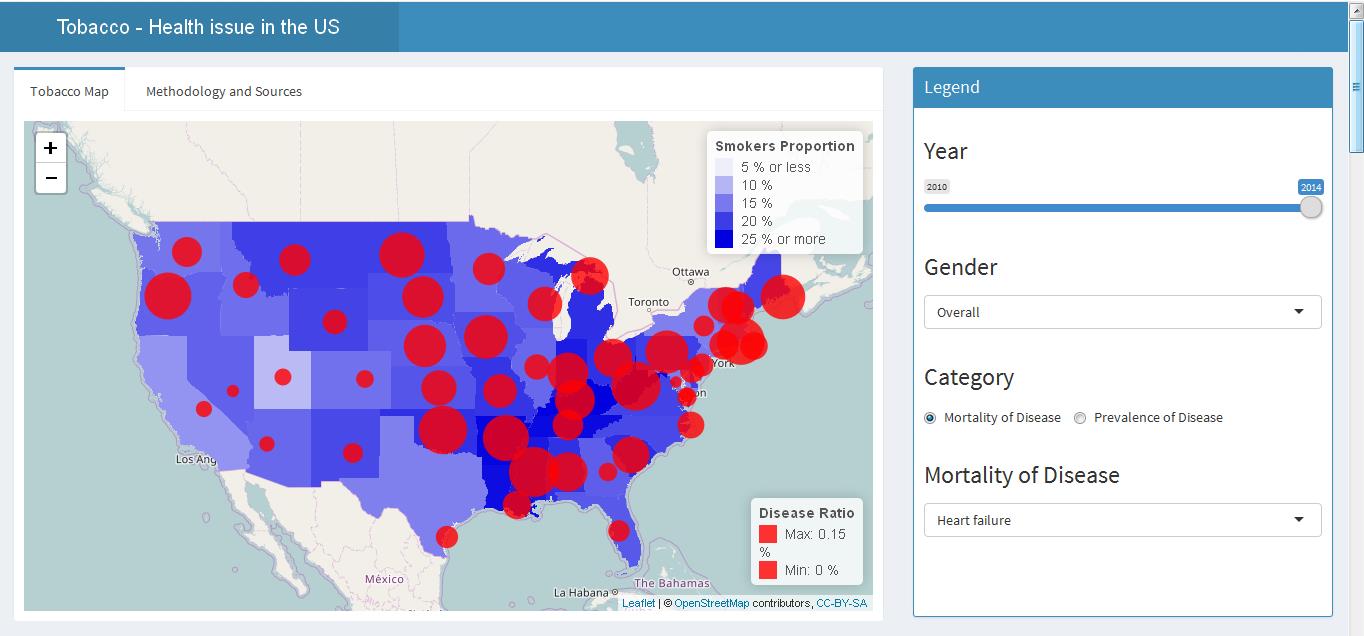 Tobacco - Health issue in the US
Tobacco Map
Methodology and Sources
+
−
Smokers Proportion
5 % or less
10 %
15 %
20 %
25 % or more
Ottawa
Toronto
York
on
Los Ang
México
La Habana
The Bahamas
Disease Ratio
Max: 0.15
%
Min: 0 %
Leaflet | © OpenStreetMap contributors, CC-BY-SA
Legend
Year
2010
2014
Gender
Overall
Category
Mortality of Disease
Prevalence of Disease
Mortality of Disease
Heart failure